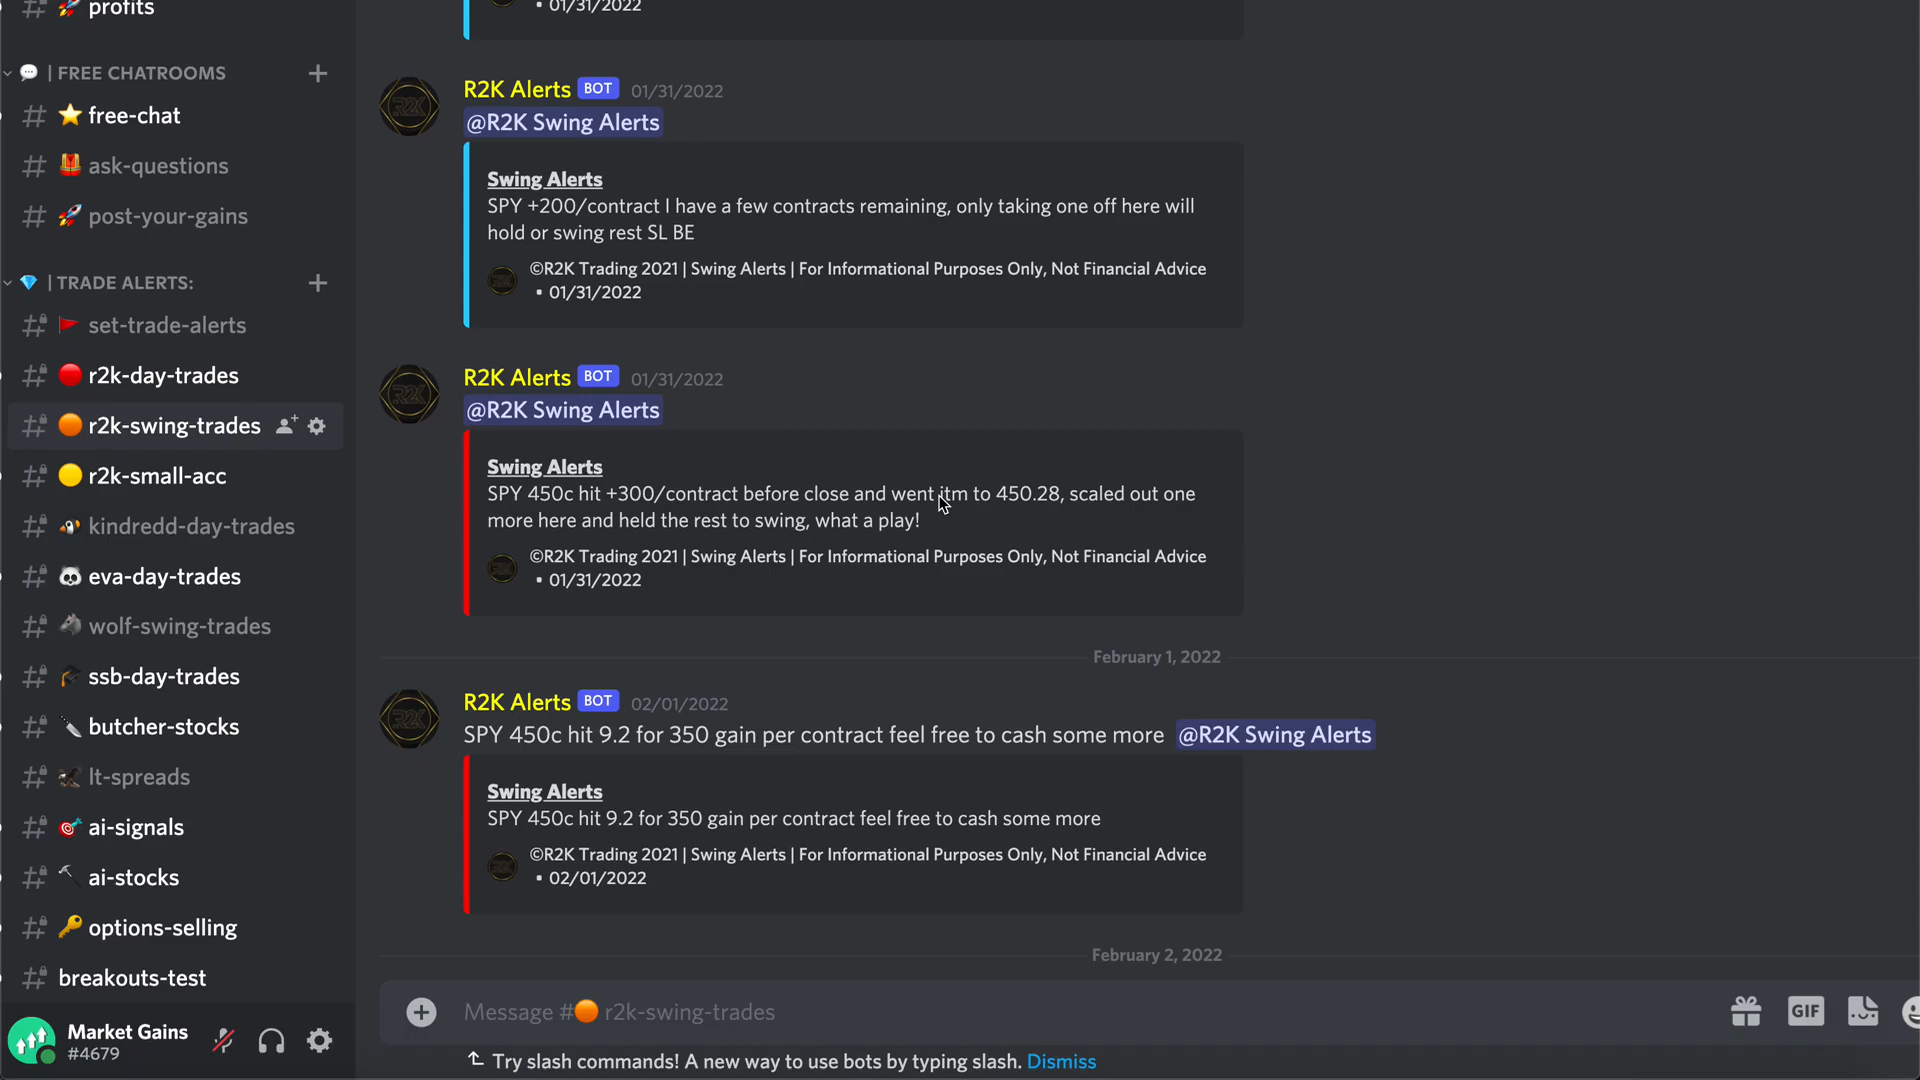 profits
| FREE CHATROOMS
free-chat
ask-questions
post-your-gains
| TRADE ALERTS:
set-trade-alerts
r2k-day-trades
r2k-swing-trades
r2k-small-acc
kindredd-day-trades
eva-day-trades
wolf-swing-trades
ssb-day-trades
butcher-stocks
lt-spreads
ai-signals
ai-stocks
options-selling
breakouts-test
Market Gains
#4679
• 01/31/2022
R2K Alerts BOT 01/31/2022
@R2K Swing Alerts
Swing Alerts
SPY +200/contract I have a few contracts remaining, only taking one off here will
hold or swing rest SL BE
©R2K Trading 2021 | Swing Alerts | For Informational Purposes Only, Not Financial Advice
• 01/31/2022
R2K Alerts BOT 01/31/2022
@R2K Swing Alerts
Swing Alerts
SPY 450c hit +300/contract before close and went itm to 450.28, scaled out one
more here and held the rest to swing, what a play!
©R2K Trading 2021 | Swing Alerts | For Informational Purposes Only, Not Financial Advice
• 01/31/2022
February 1, 2022
R2K Alerts BOT 02/01/2022
SPY 450c hit 9.2 for 350 gain per contract feel free to cash some more @R2K Swing Alerts
Swing Alerts
SPY 450c hit 9.2 for 350 gain per contract feel free to cash some more
©R2K Trading 2021 | Swing Alerts | For Informational Purposes Only, Not Financial Advice
• 02/01/2022
February 2, 2022
Message #🟠 r2k-swing-trades
GIF
Try slash commands! A new way to use bots by typing slash. Dismiss